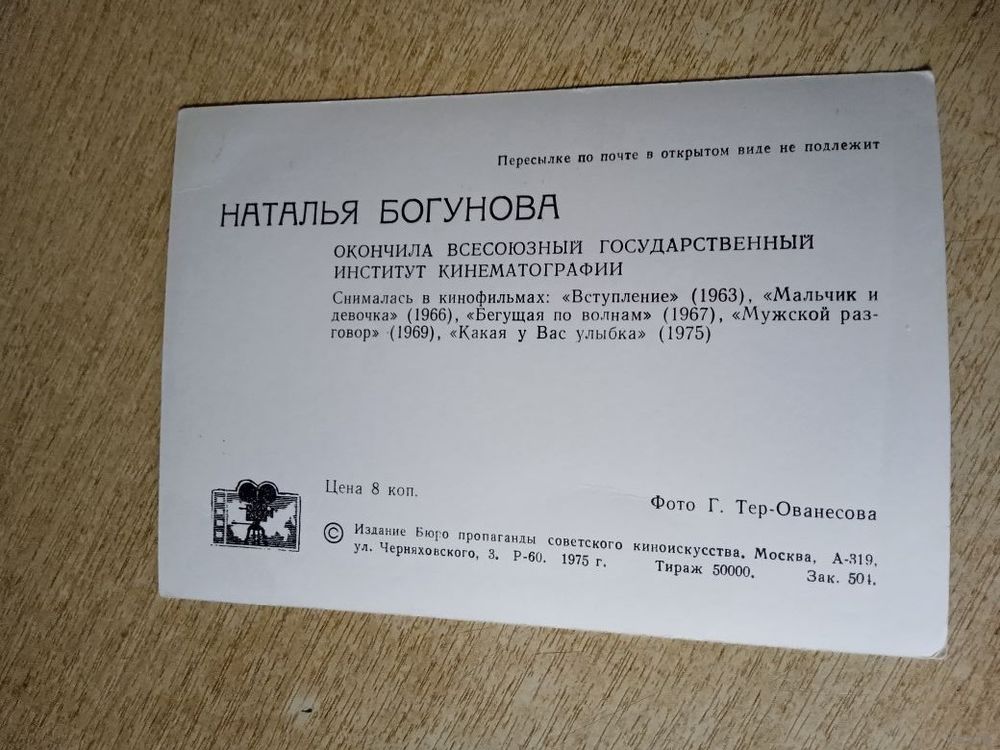 Пересылке по почте в открытом виде не подлежит
НАТАЛЬЯ БОГУНОВА
ОКОНЧИЛА ВСЕСОЮЗНЫЙ ГОСУДАРСТВЕННЫЙ
ИНСТИТУТ КИНЕМАТОГРАФИИ
Снималась в кинофильмах: «Вступление» (1963), «Мальчик и
девочка» (1966), «Бегущая по волнам» (1967), «Мужской раз-
говор» (1969), «Какая у Вас улыбка» (1975)
Цена 8 коп.
Фото Г. Тер-Ованесова
© Издание Бюро пропаганды советского киноискусства. Москва, А-319,
ул. Черняховского, 3. Р-60. 1975 г. Тираж 50000. Зак. 504.